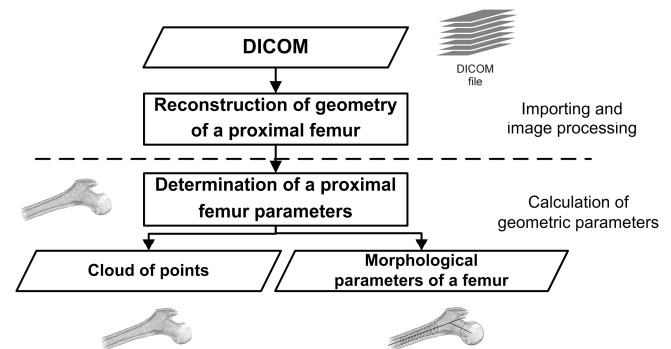 DICOM
DICOM
file
Reconstruction of geometry
of a proximal femur
Importing and
image processing
Determination of a proximal
femur parameters
Calculation of
geometric parameters
Cloud of points
Morphological
parameters of a femur